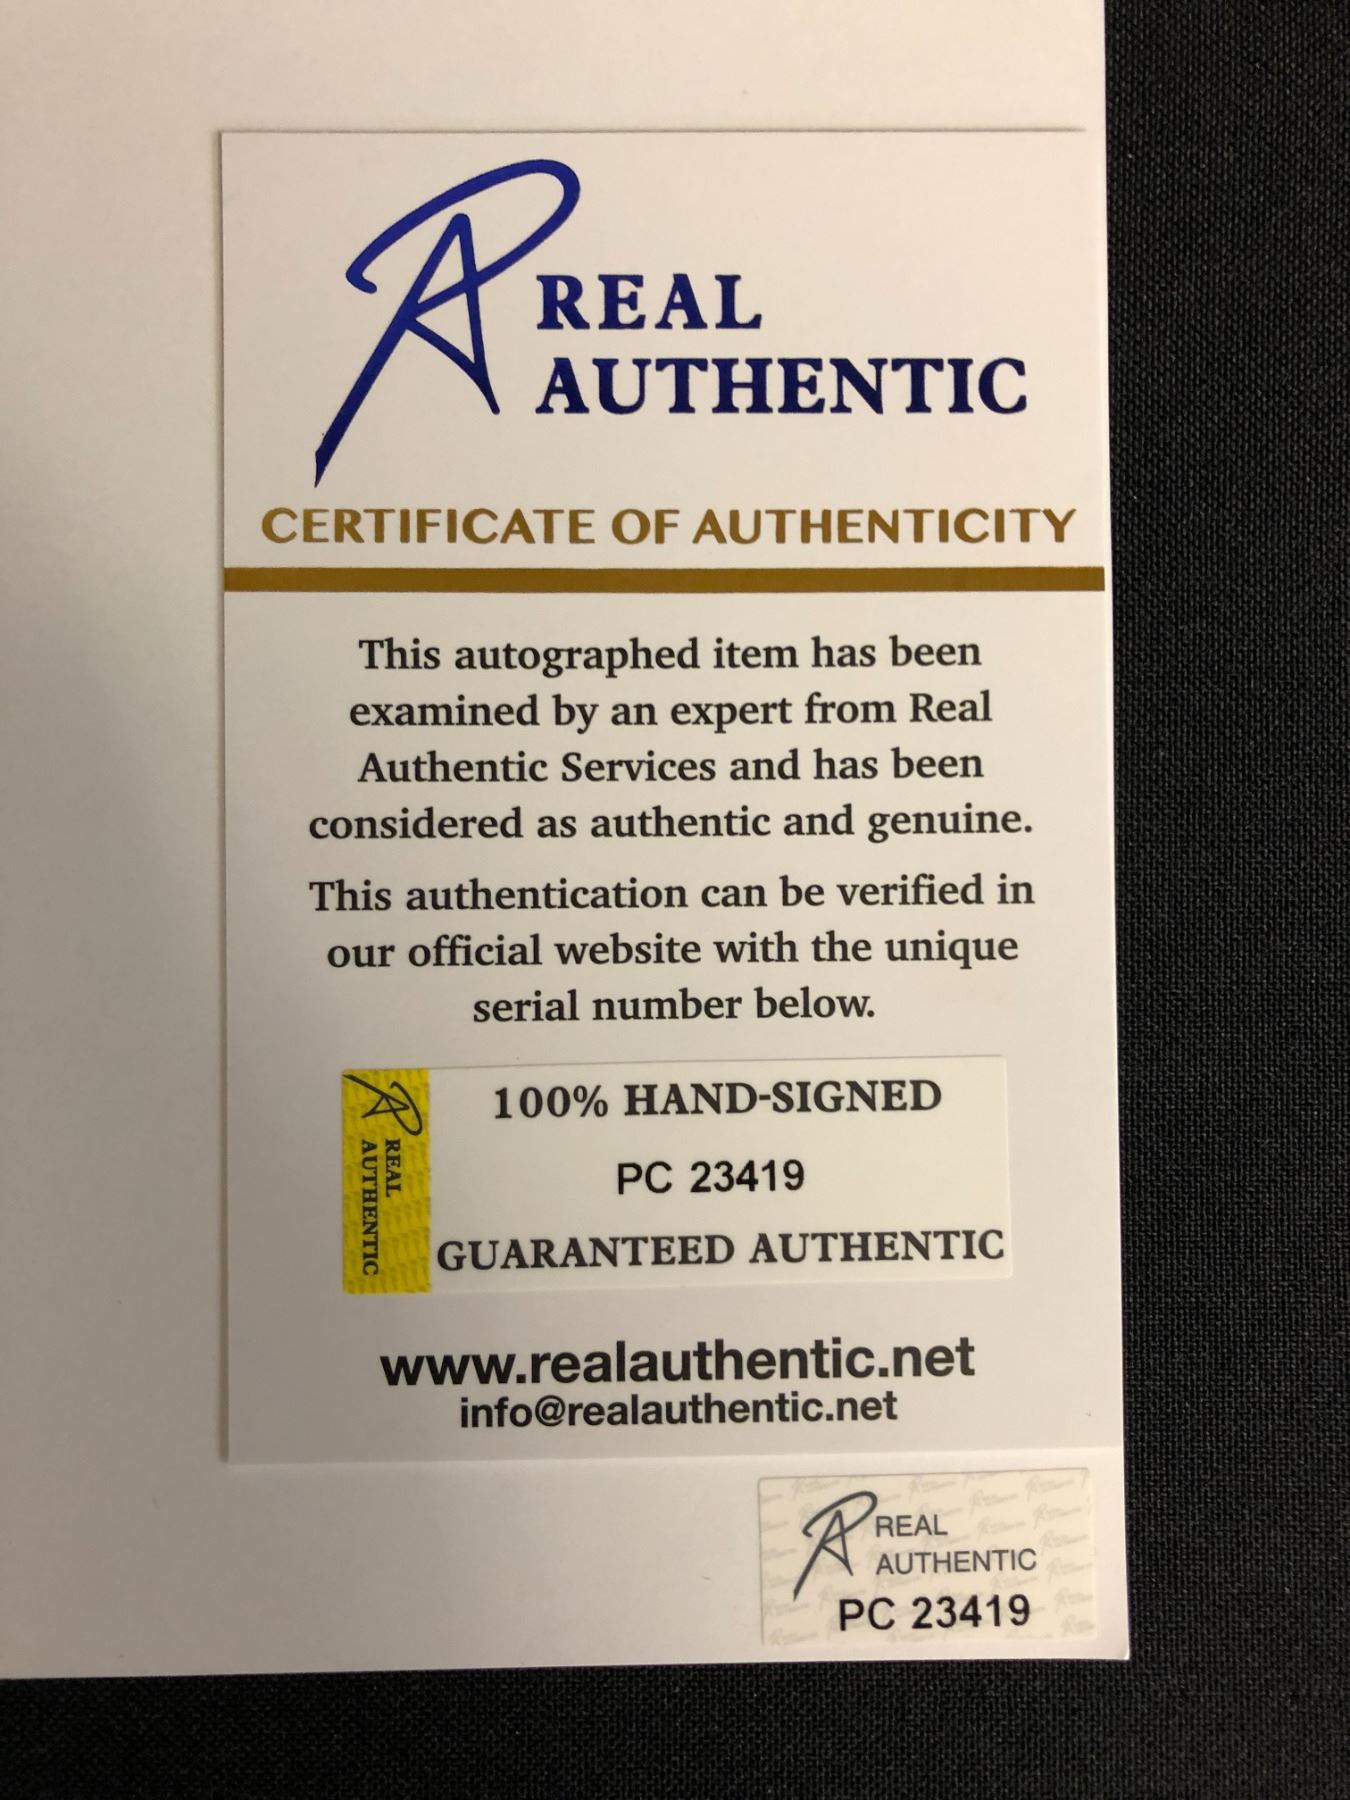 REAL
AUTHENTIC
CERTIFICATE OF AUTHENTICITY
This autographed item has been
examined by an expert from Real
Authentic Services and has been
considered as authentic and genuine.
This authentication can be verified in
our official website with the unique
serial number below.
REAL
AUTHENTIC
100% HAND-SIGNED
PC 23419
GUARANTEED AUTHENTIC
www.realauthentic.net
info@realauthentic.net
REAL
AUTHENTIC
PC 23419